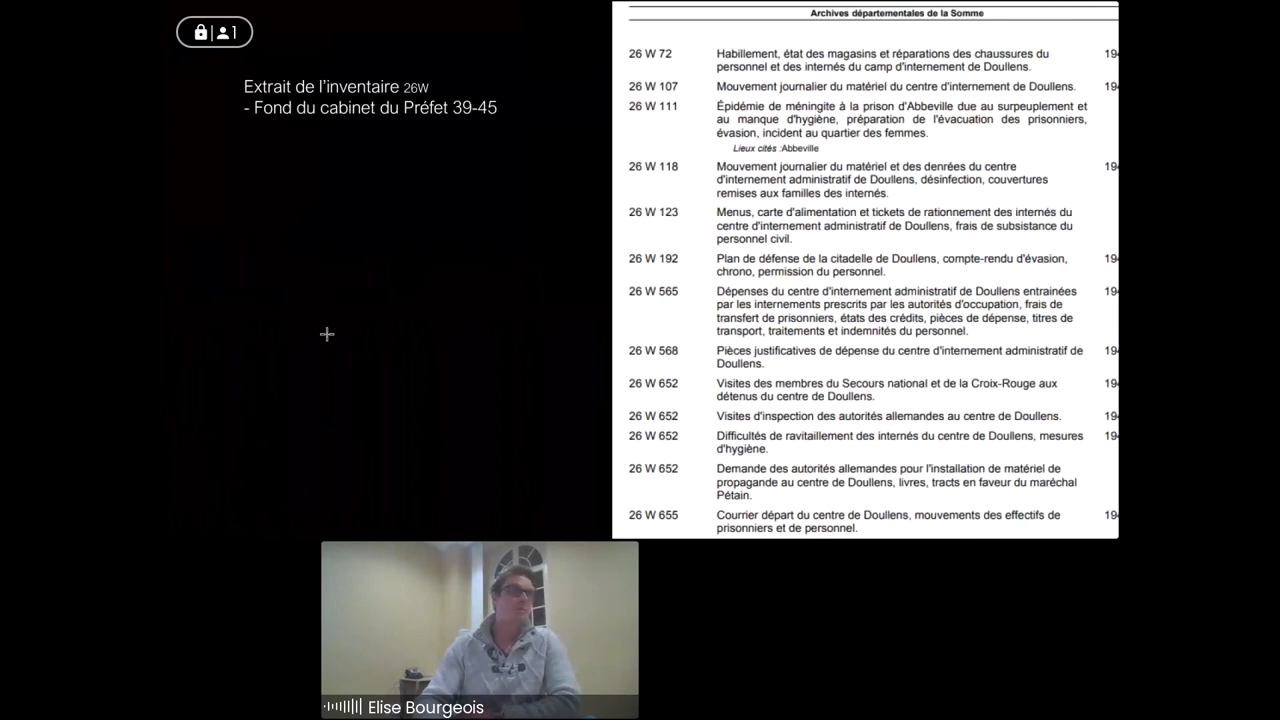 1
Extrait de l'inventaire 26W
- Fond du cabinet du Préfet 39-45
Archives départementales de la Somme
26 W 72 Habillement, état des magasins et réparations des chaussures du
personnel et des internés du camp d'internement de Doullens.
26 W 107 Mouvement journalier du matériel du centre d'internement de Doullens.
26 W 111 Épidémie de méningite à la prison d'Abbeville due au surpeuplement et
au manque d'hygiène, préparation de l'évacuation des prisonniers,
évasion, incident au quartier des femmes.
Lieux cités :Abbeville
26 W 118 Mouvement journalier du matériel et des denrées du centre
d'internement administratif de Doullens, désinfection, couvertures
remises aux familles des internés.
26 W 123 Menus, carte d'alimentation et tickets de rationnement des internés du
centre d'internement administratif de Doullens, frais de subsistance du
personnel civil.
26 W 192 Plan de défense de la citadelle de Doullens, compte-rendu d'évasion,
chrono, permission du personnel.
26 W 565 Dépenses du centre d'internement administratif de Doullens entrainées
par les internements prescrits par les autorités d'occupation, frais de
transfert de prisonniers, états des crédits, pièces de dépense, titres de
transport, traitements et indemnités du personnel.
26 W 568 Pièces justificatives de dépense du centre d'internement administratif de
Doullens.
26 W 652 Visites des membres du Secours national et de la Croix-Rouge aux
détenus du centre de Doullens.
26 W 652 Visites d'inspection des autorités allemandes au centre de Doullens.
26 W 652 Difficultés de ravitaillement des internés du centre de Doullens, mesures
d'hygiène.
26 W 652 Demande des autorités allemandes pour l'installation de matériel de
propagande au centre de Doullens, livres, tracts en faveur du maréchal
Pétain.
26 W 655 Courrier départ du centre de Doullens, mouvements des effectifs de
prisonniers et de personnel.
Elise Bourgeois